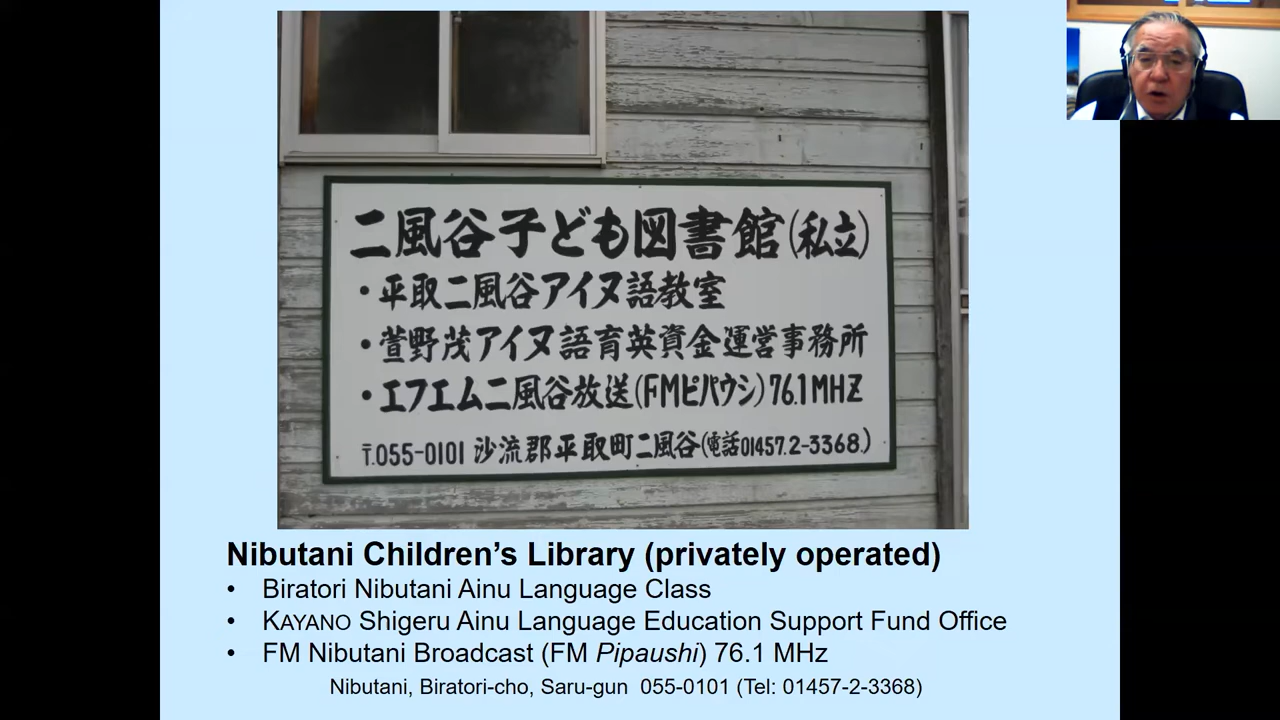 二風谷子ども図書館(私立)
・平取二風谷アイヌ語教室
・萱野茂アイヌ語育英資金運営事務所
・エフエム二風谷放送(FMピパウシ)76.1MHZ
〒055-0101 沙流郡平取町二風谷(電話01457.2-3368.)
Nibutani Children’s Library (privately operated)
• Biratori Nibutani Ainu Language Class
• KAYANO Shigeru Ainu Language Education Support Fund Office
• FM Nibutani Broadcast (FM Pipaushi) 76.1 MHz
Nibutani, Biratori-cho, Saru-gun 055-0101 (Tel: 01457-2-3368)